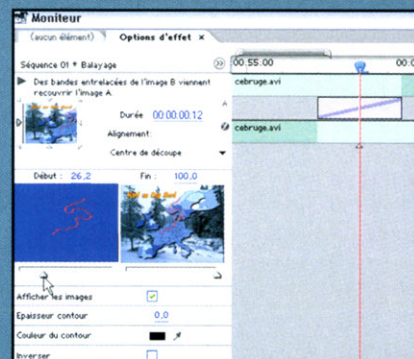 Moniteur
(aucun élément) Options d'effet ×
Séquence 01 * Balayage
00:55:00
00:0
Des bandes entrelacées de l'image B viennent
recouvrir l'image A.
cebruge.avi
Durée 00:00:00:12
Alignement:
cebruge.avi
Centre de découpe
Début : 26,2 Fin : 100,0
Afficher les images
Epaisseur contour 0,0
Couleur du contour
Inverser